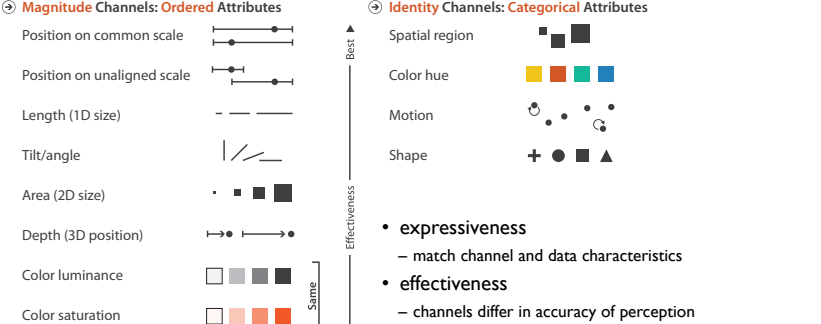 Magnitude Channels: Ordered Attributes
Position on common scale
Position on unaligned scale
Length (1D size)
Tilt/angle
Area (2D size)
Depth (3D position)
Color luminance
Color saturation
Best
Effectiveness
Same
Identity Channels: Categorical Attributes
Spatial region
Color hue
Motion
Shape
• expressiveness
– match channel and data characteristics
• effectiveness
– channels differ in accuracy of perception